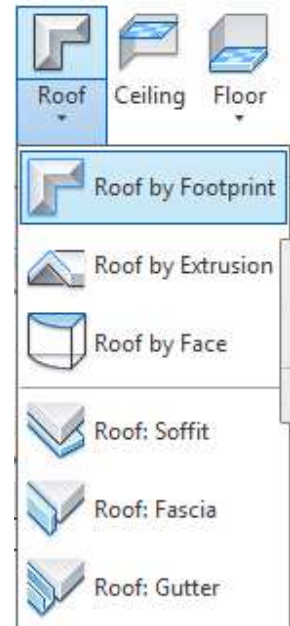 Roof Ceiling Floor
Roof by Footprint
Roof by Extrusion
Roof by Face
Roof: Soffit
Roof: Fascia
Roof: Gutter